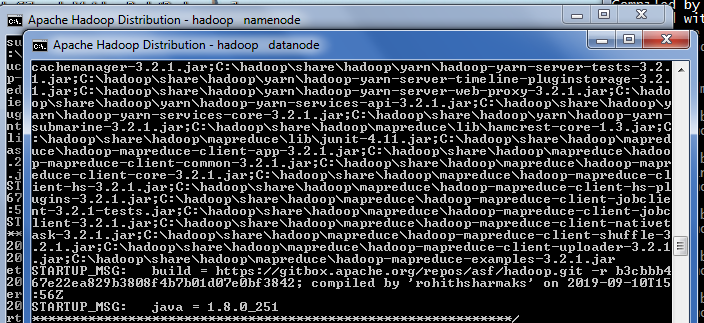 Compiled by
Apache Hadoop Distribution - hadoop   namenode
wit
Apache Hadoop Distribution - hadoop   datanode
cachemanager-3.2.1.jar;C:\hadoop\share\hadoop\yarn\hadoop-yarn-server-tests-3.2.
1.jar;C:\hadoop\share\hadoop\yarn\hadoop-yarn-server-timeline-pluginstorage-3.2.
1.jar;C:\hadoop\share\hadoop\yarn\hadoop-yarn-server-web-proxy-3.2.1.jar;C:\hado
op\share\hadoop\yarn\hadoop-yarn-services-api-3.2.1.jar;C:\hadoop\share\hadoop\y
arn\hadoop-yarn-services-core-3.2.1.jar;C:\hadoop\share\hadoop\yarn\hadoop-yarn-
submarine-3.2.1.jar;C:\hadoop\share\hadoop\mapreduce\lib\hamcrest-core-1.3.jar;C
:\hadoop\share\hadoop\mapreduce\lib\junit-4.11.jar;C:\hadoop\share\hadoop\mapred
uce\hadoop-mapreduce-client-app-3.2.1.jar;C:\hadoop\share\hadoop\mapreduce\hadoo
p-mapreduce-client-common-3.2.1.jar;C:\hadoop\share\hadoop\mapreduce\hadoop-mapr
educe-client-core-3.2.1.jar;C:\hadoop\share\hadoop\mapreduce\hadoop-mapreduce-cl
ient-hs-3.2.1.jar;C:\hadoop\share\hadoop\mapreduce\hadoop-mapreduce-client-hs-pl
ugins-3.2.1.jar;C:\hadoop\share\hadoop\mapreduce\hadoop-mapreduce-client-jobclie
nt-3.2.1-tests.jar;C:\hadoop\share\hadoop\mapreduce\hadoop-mapreduce-client-jobc
lient-3.2.1.jar;C:\hadoop\share\hadoop\mapreduce\hadoop-mapreduce-client-nativet
ask-3.2.1.jar;C:\hadoop\share\hadoop\mapreduce\hadoop-mapreduce-client-shuffle-3
.2.1.jar;C:\hadoop\share\hadoop\mapreduce\hadoop-mapreduce-client-uploader-3.2.1
.jar;C:\hadoop\share\hadoop\mapreduce\hadoop-mapreduce-examples-3.2.1.jar
STARTUP_MSG:   build = https://gitbox.apache.org/repos/asf/hadoop.git -r b3cbbb4
67e22ea829b3808f4b7b01d07e0bf3842; compiled by 'rohithsharmaks' on 2019-09-10T15
:56Z
STARTUP_MSG:   java = 1.8.0_251
************************************************************/